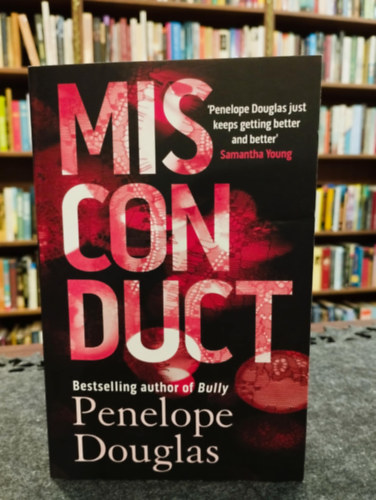 MIS
CON
DUCT
'Penelope Douglas just
keeps getting better
and better'
Samantha Young
Bestselling author of Bully
Penelope
Douglas